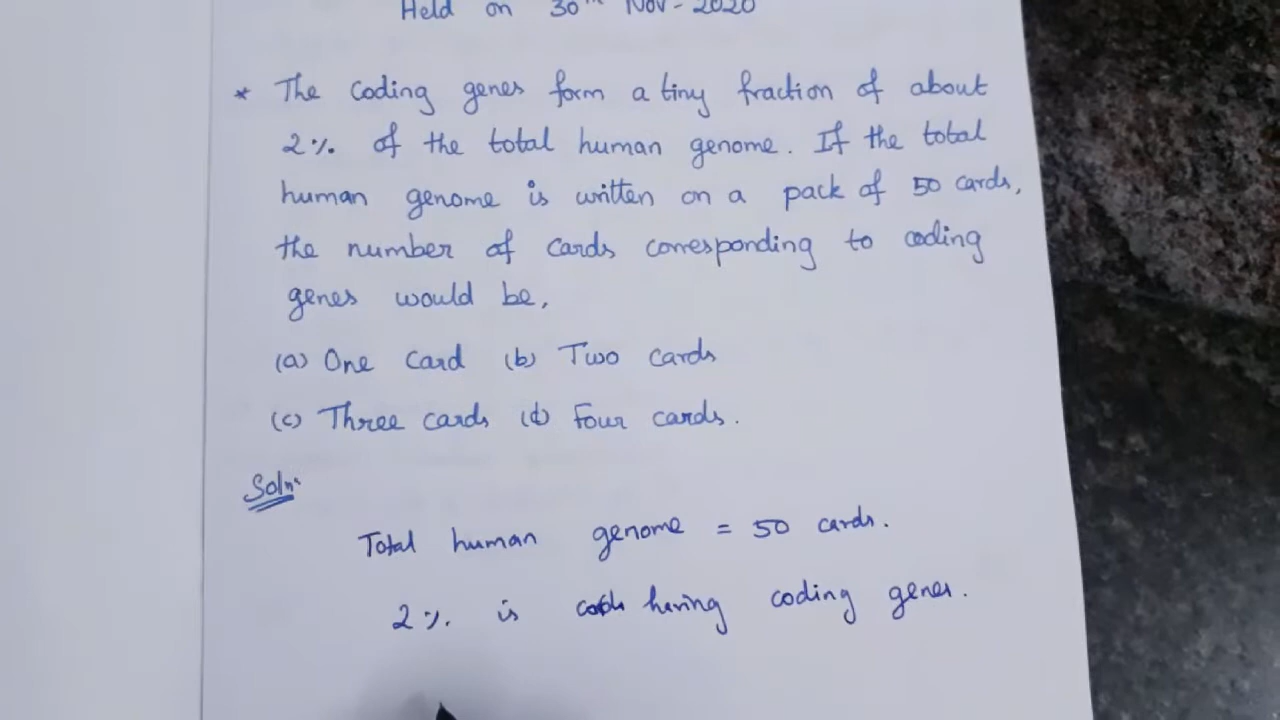 Held on 30th Nov-2020
* The coding genes form a tiny fraction of about
2% of the total human genome. If the total
human genome is written on a pack of 50 cards,
the number of cards corresponding to coding
genes would be,
(a) One card (b) Two cards
(c) Three cards (d) Four cards.
Soln:
Total human genome = 50 cards.
2% is having coding genes.